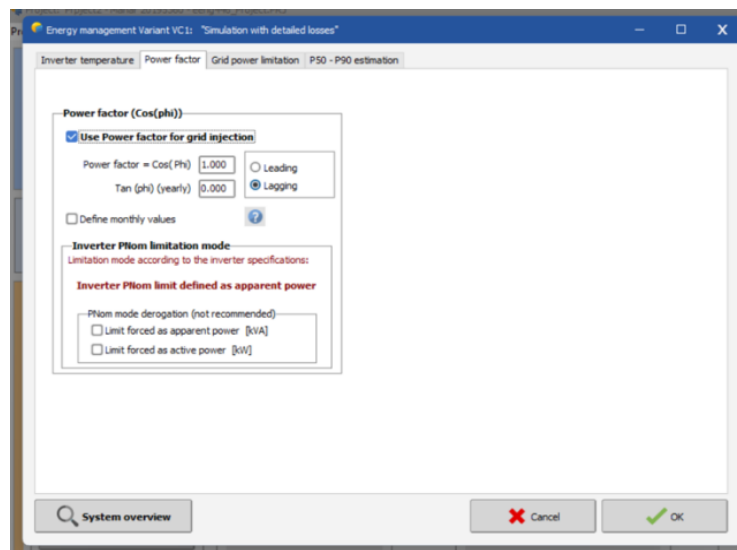 Energy management Variant VC1: "Simulation with detailed losses"
Inverter temperature Power factor Grid power limitation P50 - P90 estimation
Power factor (Cos(phi))
Use Power factor for grid injection
Power factor = Cos( Phi) 1.000
Leading
Tan (phi) (yearly) 0.000
Lagging
Define monthly values ?
Inverter PNom limitation mode
Limitation mode according to the inverter specifications:
Inverter PNom limit defined as apparent power
PNom mode derogation (not recommended)
Limit forced as apparent power [kVA]
Limit forced as active power [kW]
System overview Cancel OK